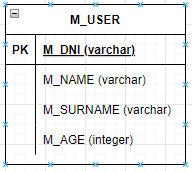 M_USER
PK M_DNI (varchar)
M_NAME (varchar)
M_SURNAME (varchar)
M_AGE (integer)